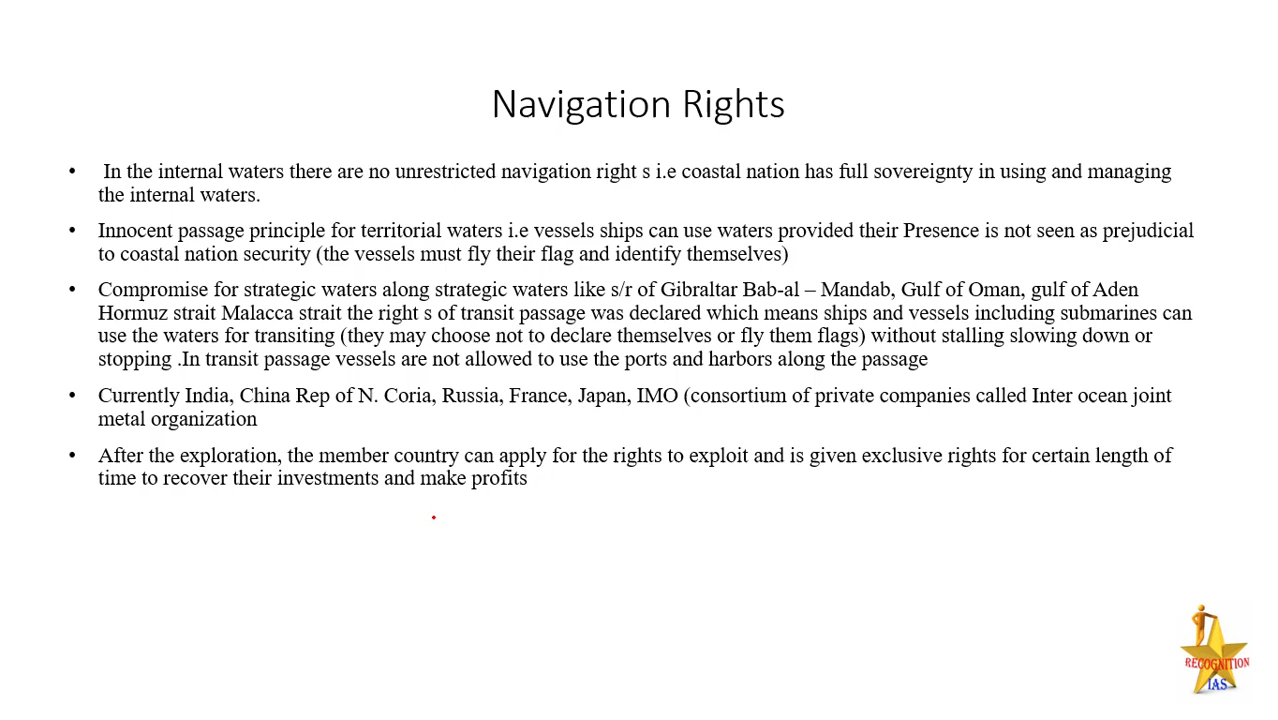 Navigation Rights
• In the internal waters there are no unrestricted navigation right s i.e coastal nation has full sovereignty in using and managing
the internal waters.
• Innocent passage principle for territorial waters i.e vessels ships can use waters provided their Presence is not seen as prejudicial
to coastal nation security (the vessels must fly their flag and identify themselves)
• Compromise for strategic waters along strategic waters like s/r of Gibraltar Bab-al – Mandab, Gulf of Oman, gulf of Aden
Hormuz strait Malacca strait the right s of transit passage was declared which means ships and vessels including submarines can
use the waters for transiting (they may choose not to declare themselves or fly them flags) without stalling slowing down or
stopping .In transit passage vessels are not allowed to use the ports and harbors along the passage
• Currently India, China Rep of N. Coria, Russia, France, Japan, IMO (consortium of private companies called Inter ocean joint
metal organization
• After the exploration, the member country can apply for the rights to exploit and is given exclusive rights for certain length of
time to recover their investments and make profits
RECOGNITION
IAS